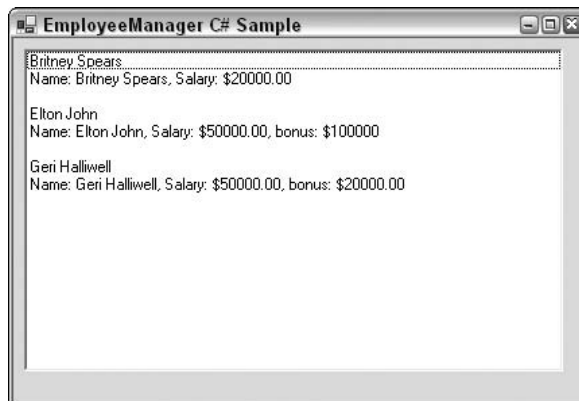 EmployeeManager C# Sample
Britney Spears
Name: Britney Spears, Salary: $20000.00
Elton John
Name: Elton John, Salary: $50000.00, bonus: $100000
Geri Halliwell
Name: Geri Halliwell, Salary: $50000.00, bonus: $20000.00